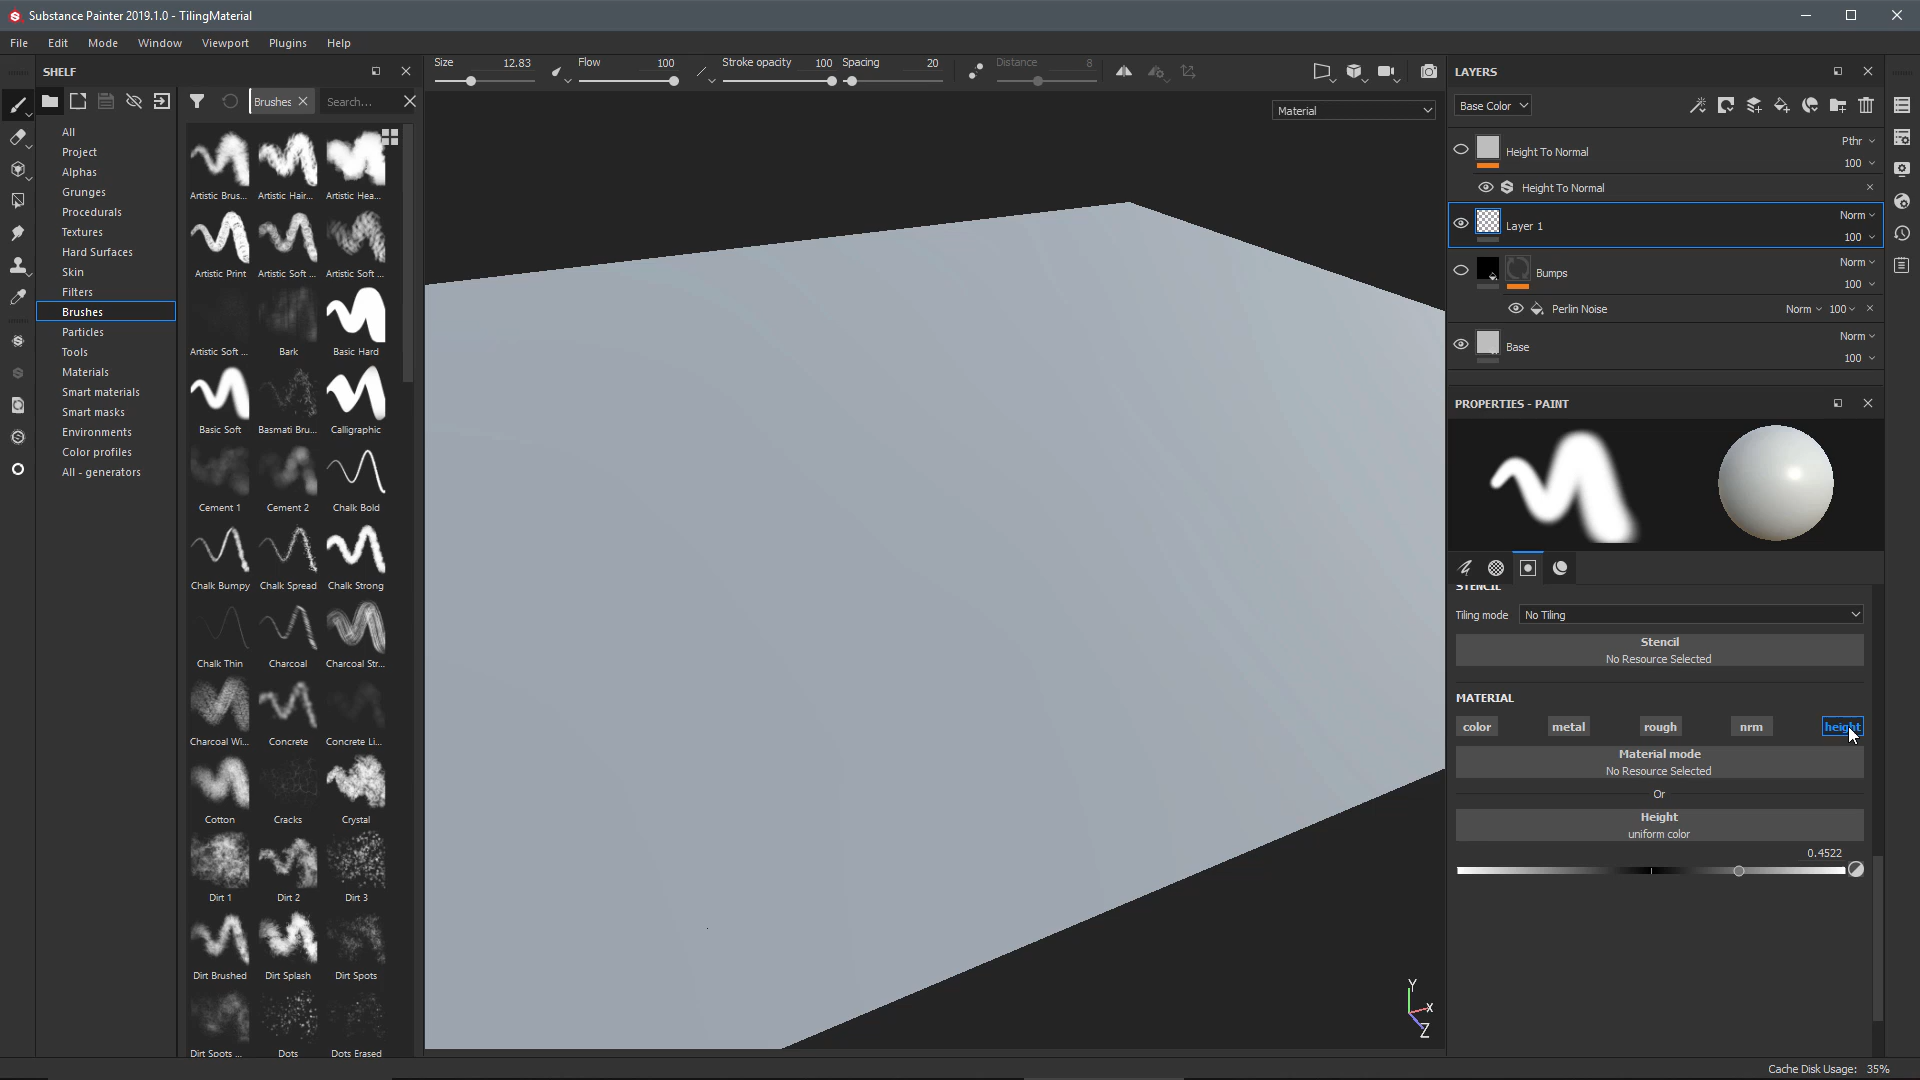 Substance Painter 2019.1.0 - TilingMaterial
File Edit Mode Window Viewport Plugins Help
SHELF
Size 12.83 Flow 100 Stroke opacity 100 Spacing 20 Distance 8
Brushes Search...
All
Project
Alphas
Grunges
Procedurals
Textures
Hard Surfaces
Skin
Filters
Brushes
Particles
Tools
Materials
Smart materials
Smart masks
Environments
Color profiles
All - generators
Artistic Brus... Artistic Hair... Artistic Hea...
Artistic Print Artistic Soft ... Artistic Soft ...
Artistic Soft ... Bark Basic Hard
Basic Soft Basmati Bru... Calligraphic
Cement 1 Cement 2 Chalk Bold
Chalk Bumpy Chalk Spread Chalk Strong
Chalk Thin Charcoal Charcoal Str...
Charcoal Wi... Concrete Concrete Li...
Cotton Cracks Crystal
Dirt 1 Dirt 2 Dirt 3
Dirt Brushed Dirt Splash Dirt Spots
Dirt Spots ... Dots Dots Erased
Material
Y
X
Z
LAYERS
Base Color
Height To Normal Pthr
100
Height To Normal
Layer 1 Norm
100
Bumps Norm
100
Perlin Noise Norm 100
Base Norm
100
PROPERTIES - PAINT
STENCIL
Tiling mode No Tiling
Stencil
No Resource Selected
MATERIAL
color metal rough nrm height
Material mode
No Resource Selected
Or
Height
uniform color
0.4522
Cache Disk Usage: 35%